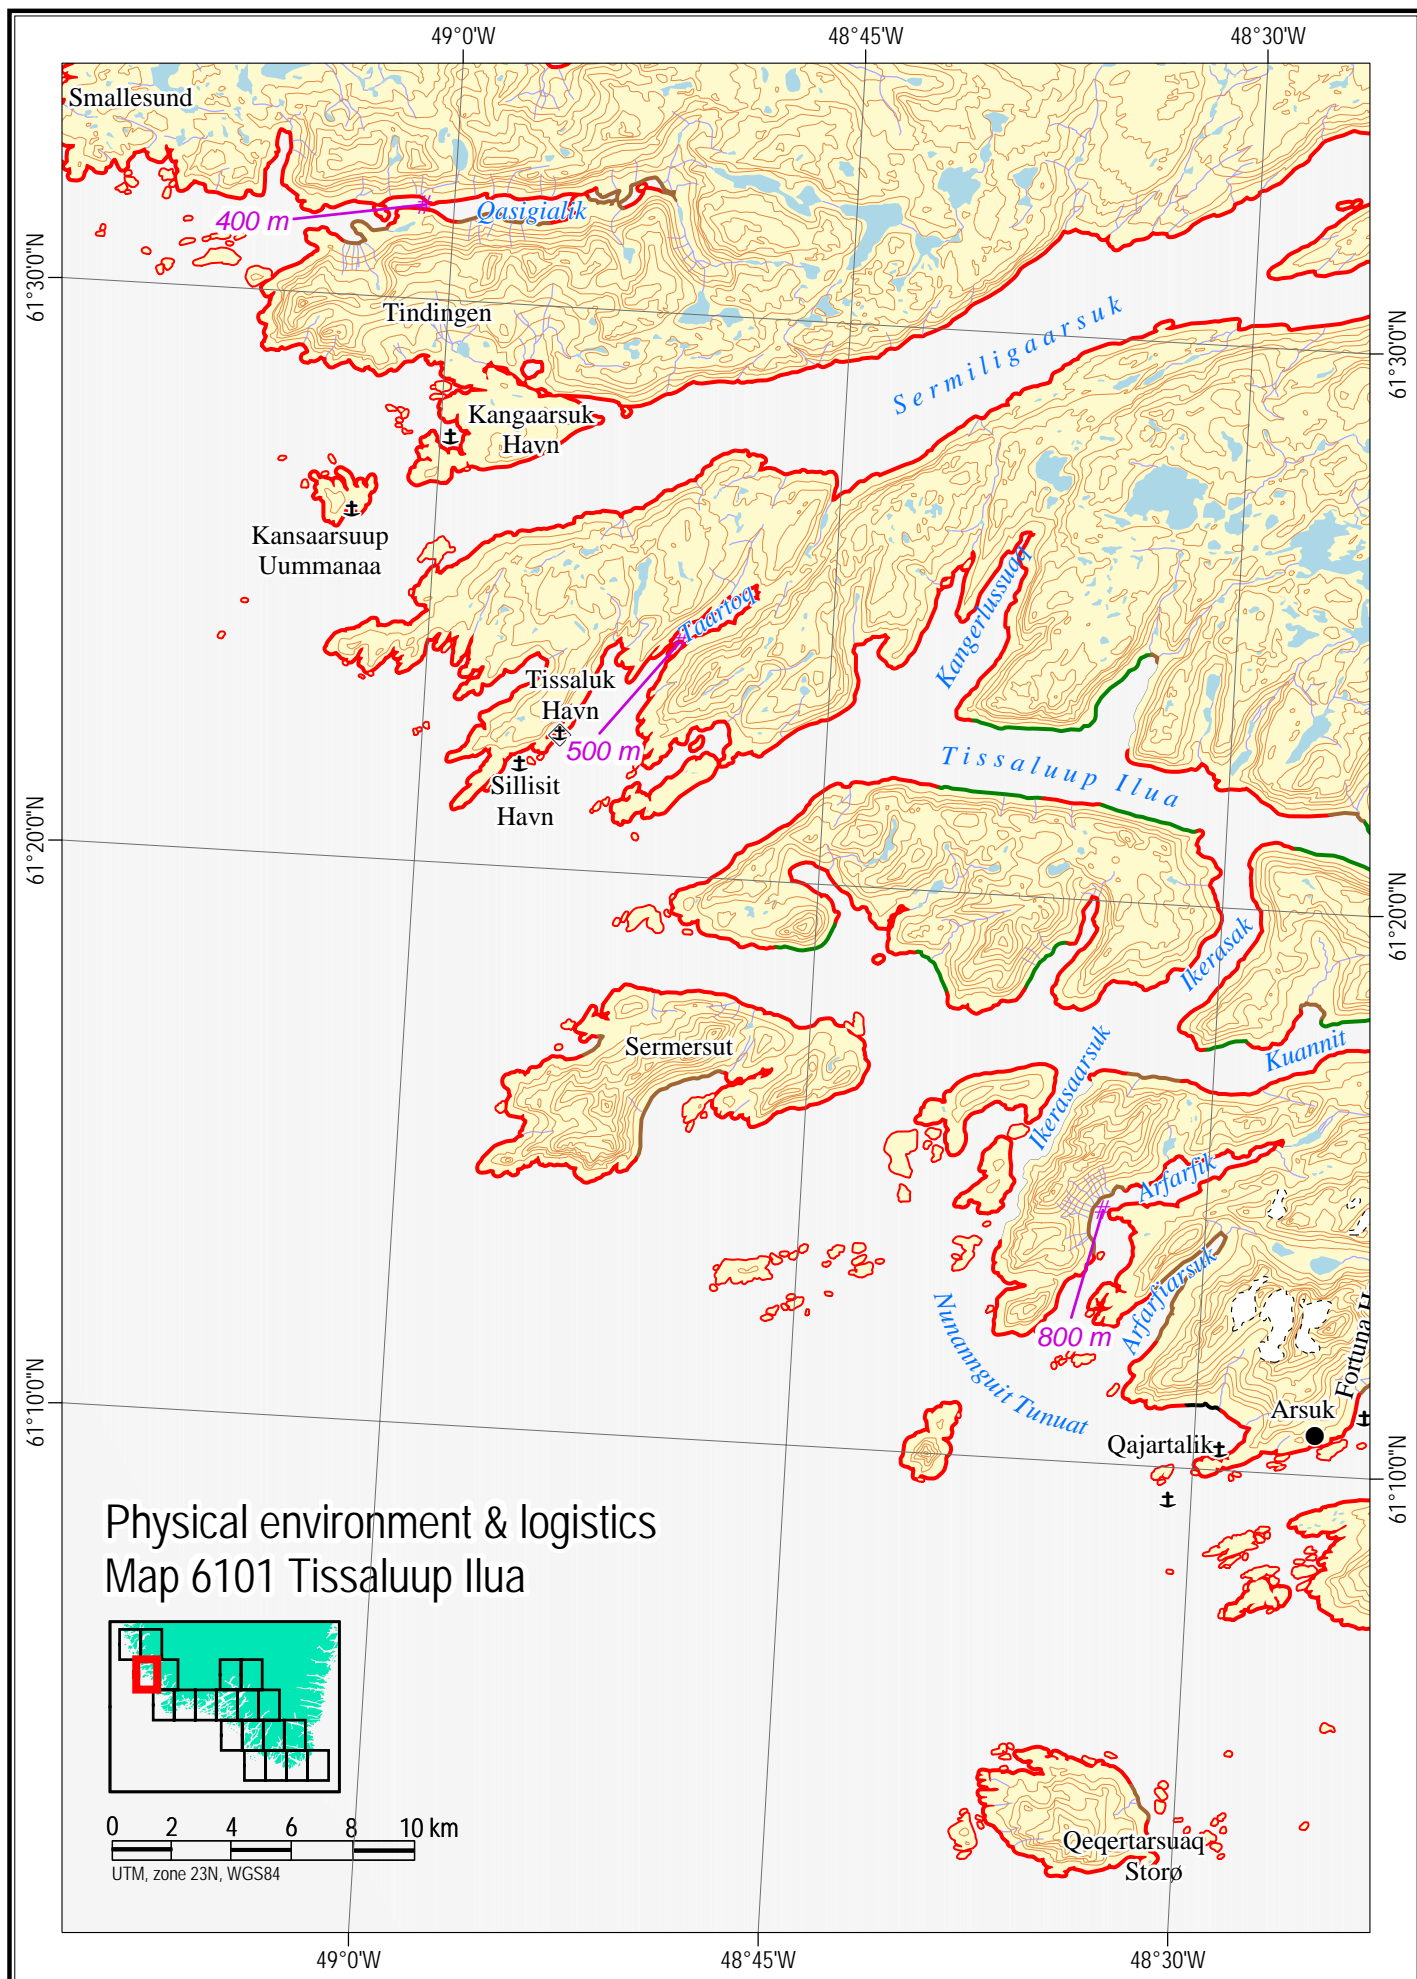 49°0'W
48°45'W
48°30'W
Smallesund
400 m
Qasigialik
61°30'0"N
Tindingen
Sermiligaarsuk
61°30'0"N
Kangaarsuk
Havn
Kansaarsuup
Uummanaa
Taartoq
Kangerlussuaq
Tissaluk
Havn
500 m
Sillisit
Havn
Tissaluup Ilua
61°20'0"N
61°20'0"N
Ikerasak
Sermersut
Ikerasaarsuk
Kuannit
Arfarfik
Arfarfiarsuk
Nunannguit Tunuat
800 m
Fortuna H
61°10'0"N
Arsuk
Qajartalik
61°10'0"N
Physical environment & logistics
Map 6101 Tissaluup Ilua
0 2 4 6 8 10 km
UTM, zone 23N, WGS84
Qeqertarsuaq
Storø
49°0'W
48°45'W
48°30'W